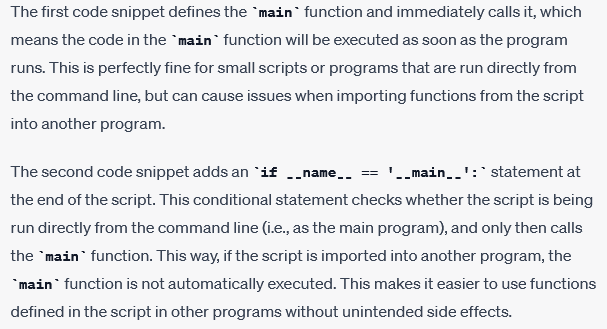 The first code snippet defines the `main` function and immediately calls it, which
means the code in the `main` function will be executed as soon as the program
runs. This is perfectly fine for small scripts or programs that are run directly from
the command line, but can cause issues when importing functions from the script
into another program.
The second code snippet adds an `if __name__ == '__main__':` statement at
the end of the script. This conditional statement checks whether the script is being
run directly from the command line (i.e., as the main program), and only then calls
the `main` function. This way, if the script is imported into another program, the
`main` function is not automatically executed. This makes it easier to use functions
defined in the script in other programs without unintended side effects.